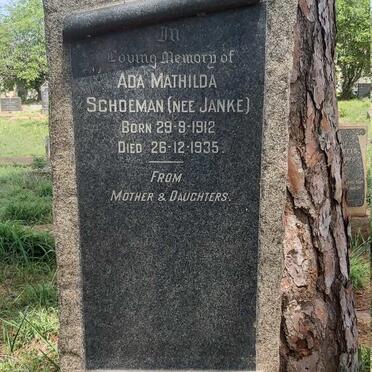 In
Loving Memory of
ADA MATHILDA
SCHOEMAN (NEE JANKE)
BORN 29-9-1912
DIED 26-12-1935.
FROM
MOTHER & DAUGHTERS.